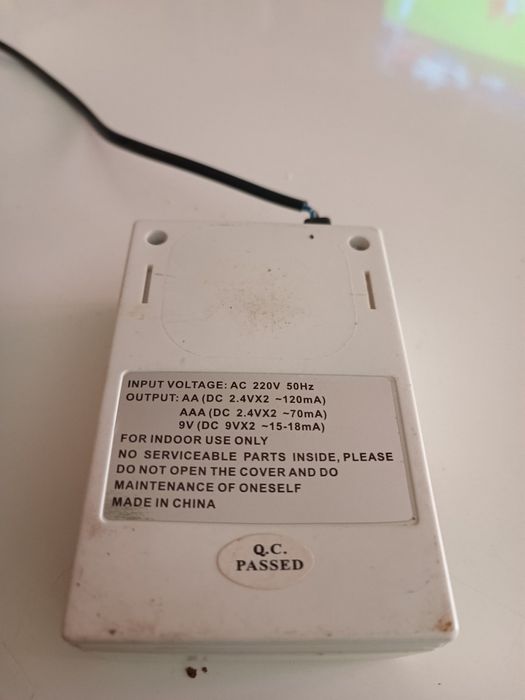 INPUT VOLTAGE: AC 220V 50Hz
OUTPUT: AA (DC 2.4VX2 ~120mA)
AAA (DC 2.4VX2 ~70mA)
9V (DC 9VX2 ~15-18mA)
FOR INDOOR USE ONLY
NO SERVICEABLE PARTS INSIDE, PLEASE
DO NOT OPEN THE COVER AND DO
MAINTENANCE OF ONESELF
MADE IN CHINA
Q.C.
PASSED